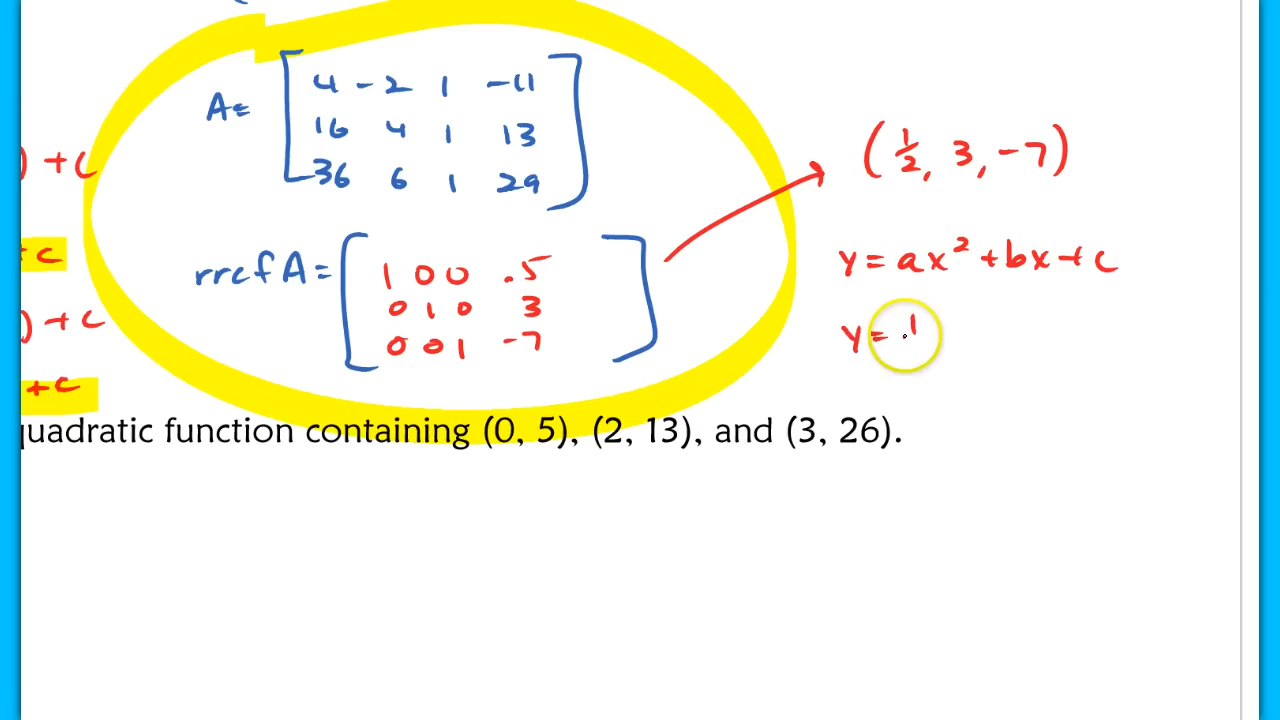 A= [ 4 -2 1 -11
16 4 1 13
36 6 1 29 ]
) +C
+C
) +C
+C
rrefA= [ 1 0 0 .5
0 1 0 3
0 0 1 -7 ]
(1/2, 3, -7)
y = ax² + bx + c
y = 1
quadratic function containing (0, 5), (2, 13), and (3, 26).